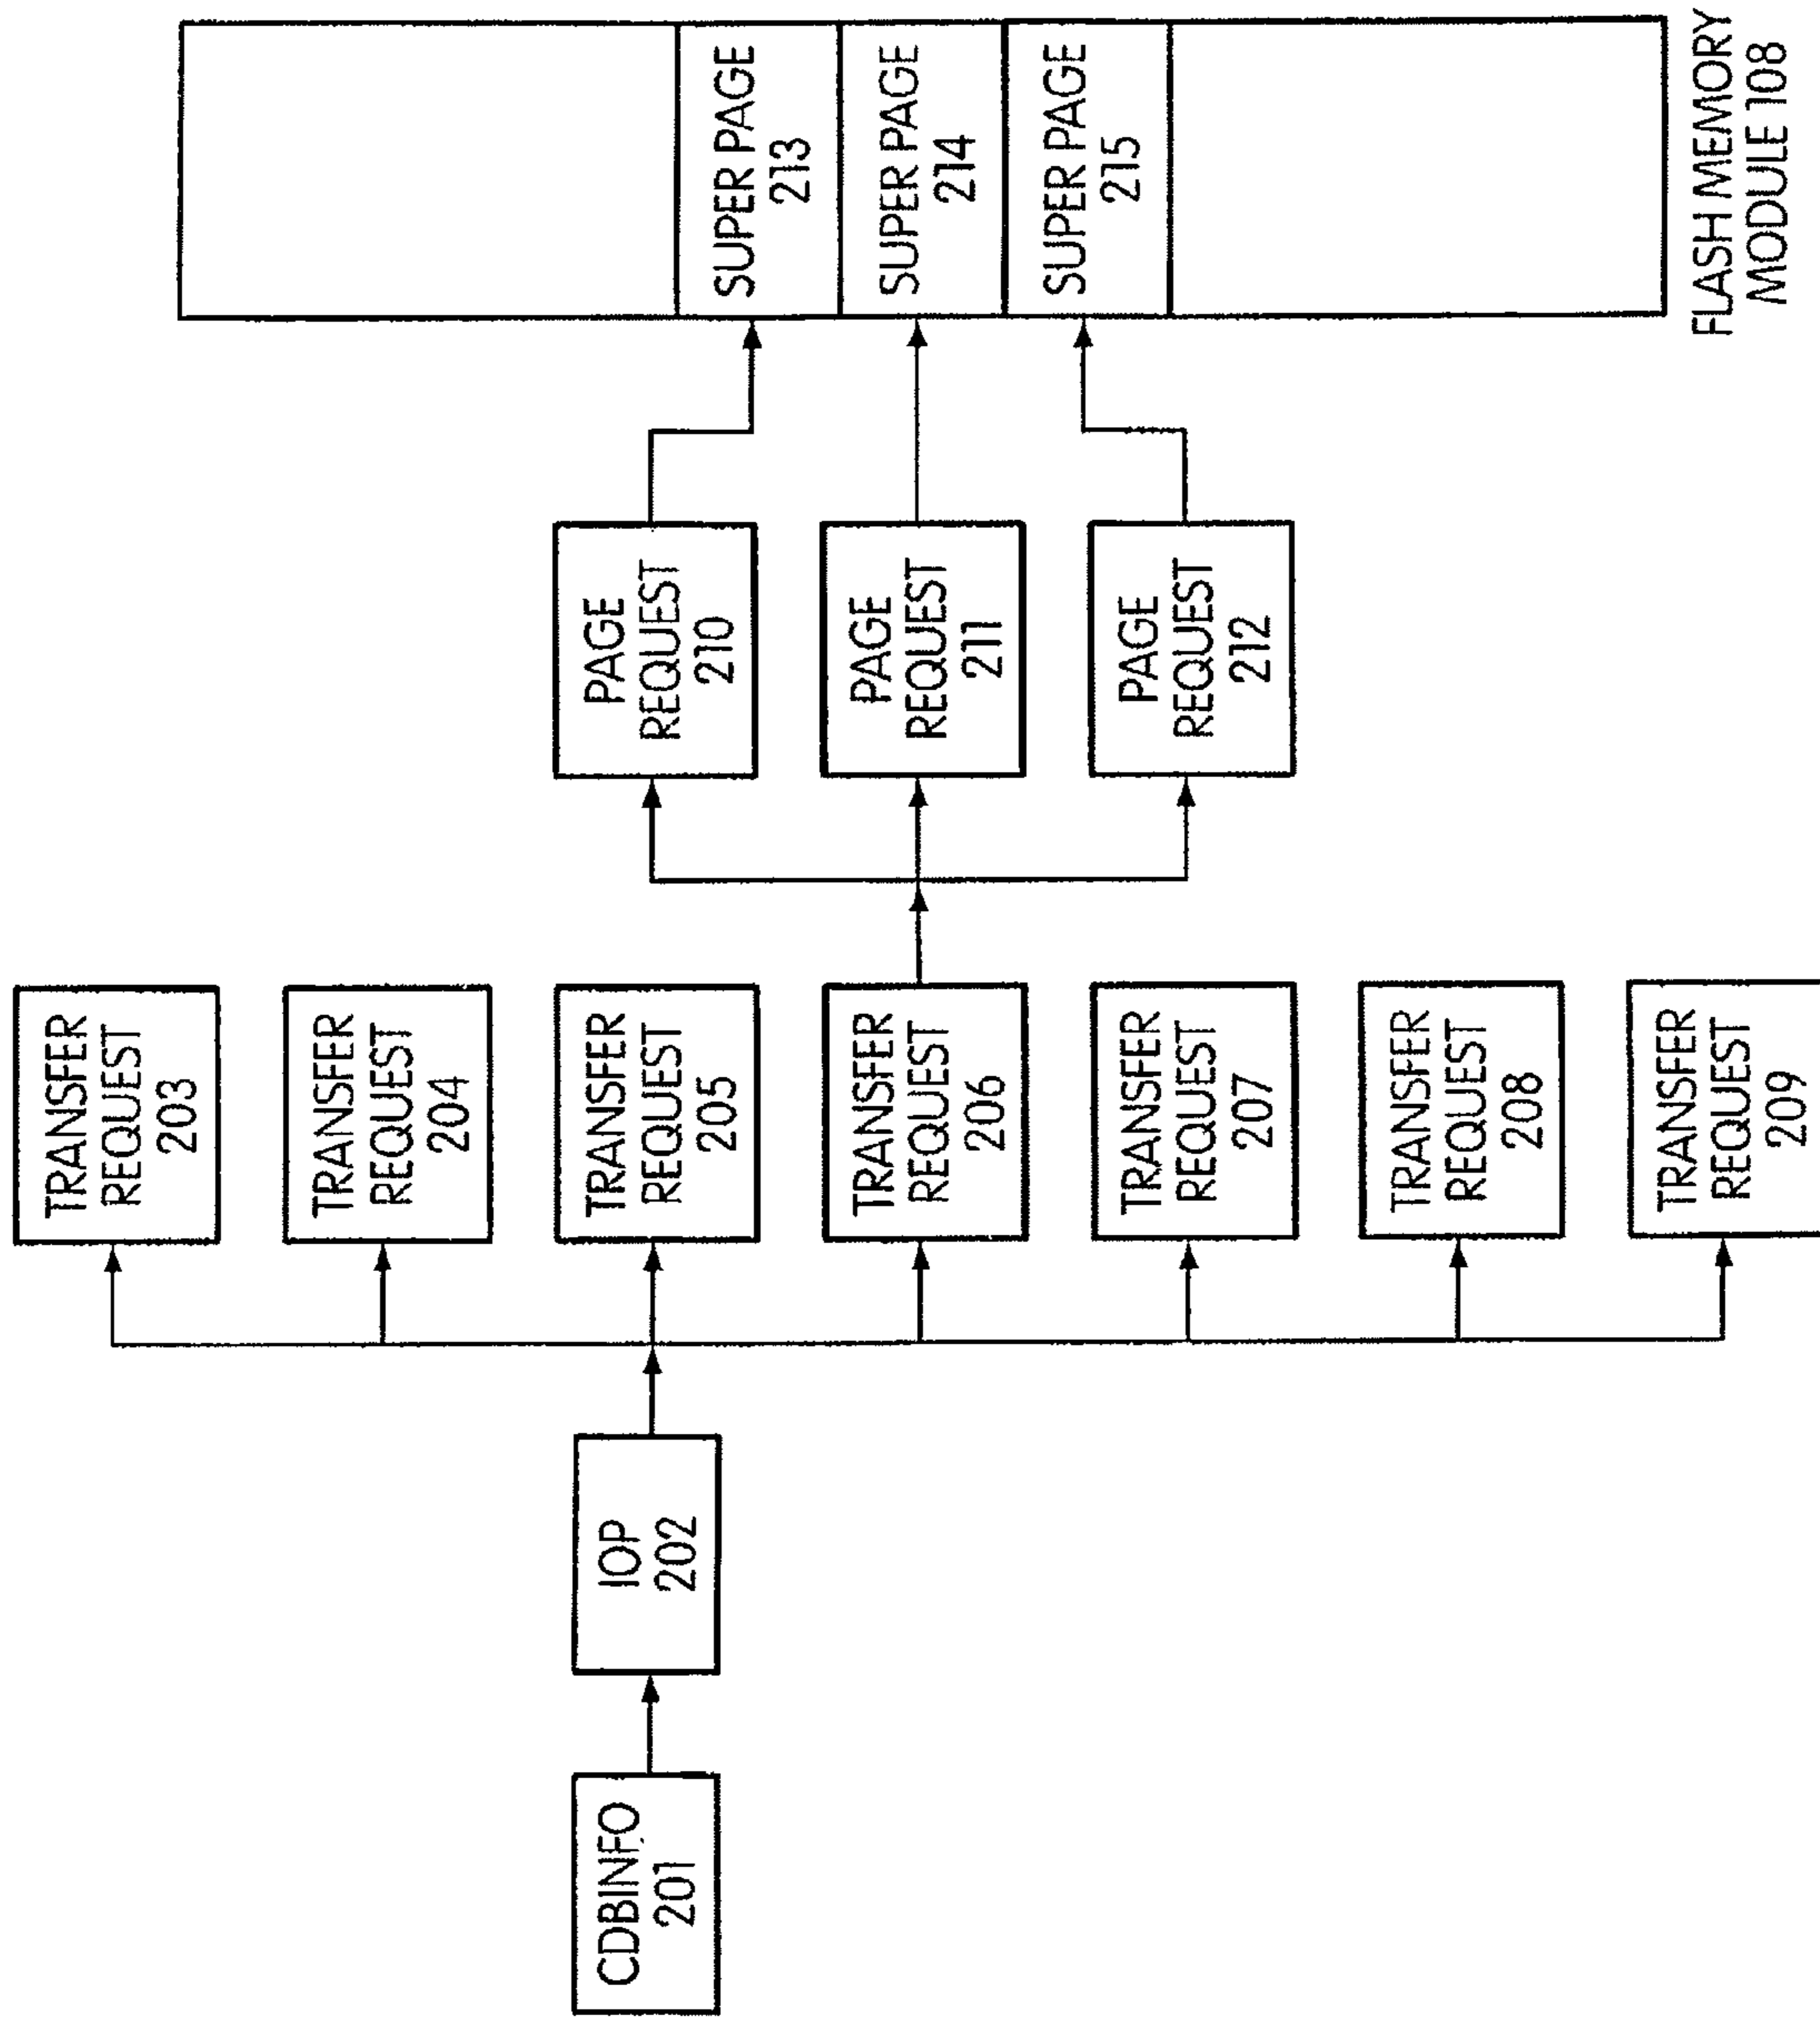 CDBINFO
201
IOP
202
TRANSFER
REQUEST
203
TRANSFER
REQUEST
204
TRANSFER
REQUEST
205
TRANSFER
REQUEST
206
TRANSFER
REQUEST
207
TRANSFER
REQUEST
208
TRANSFER
REQUEST
209
PAGE
REQUEST
210
PAGE
REQUEST
211
PAGE
REQUEST
212
SUPER PAGE
213
SUPER PAGE
214
SUPER PAGE
215
FLASH MEMORY
MODULE 108